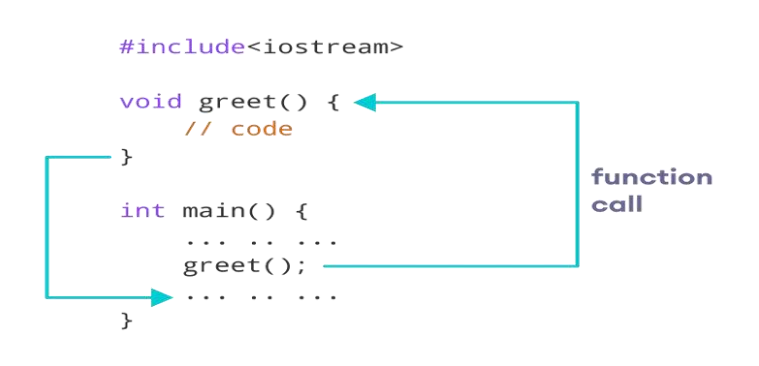 #include<iostream>
void greet() {
// code
}
int main() {
... .. ...
greet();
... .. ...
}
function
call